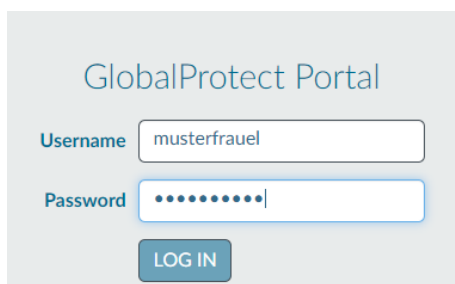 GlobalProtect Portal
Username musterfrauel
Password ••••••••••
LOG IN